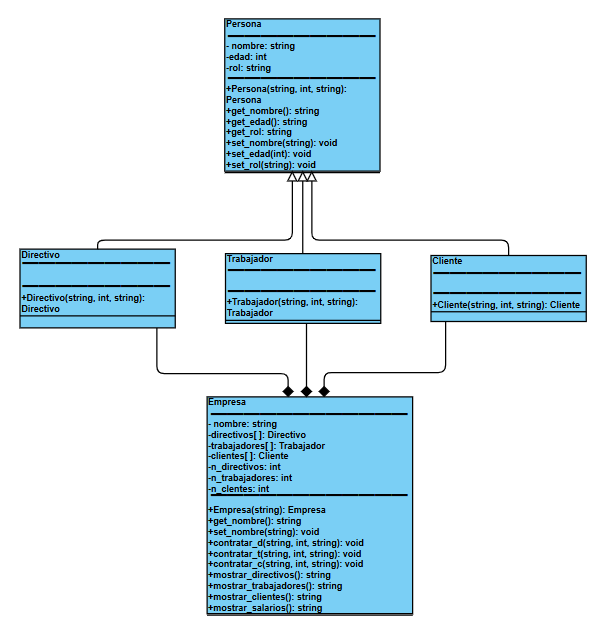 Persona
- nombre: string
-edad: int
-rol: string
+Persona(string, int, string):
Persona
+get_nombre(): string
+get_edad(): string
+get_rol: string
+set_nombre(string): void
+set_edad(int): void
+set_rol(string): void
Directivo
+Directivo(string, int, string):
Directivo
Trabajador
+Trabajador(string, int, string):
Trabajador
Cliente
+Cliente(string, int, string): Cliente
Empresa
- nombre: string
-directivos[ ]: Directivo
-trabajadores[ ]: Trabajador
-clientes[ ]: Cliente
-n_directivos: int
-n_trabajadores: int
-n_clentes: int
+Empresa(string): Empresa
+get_nombre(): string
+set_nombre(string): void
+contratar_d(string, int, string): void
+contratar_t(string, int, string): void
+contratar_c(string, int, string): void
+mostrar_directivos(): string
+mostrar_trabajadores(): string
+mostrar_clientes(): string
+mostrar_salarios(): string